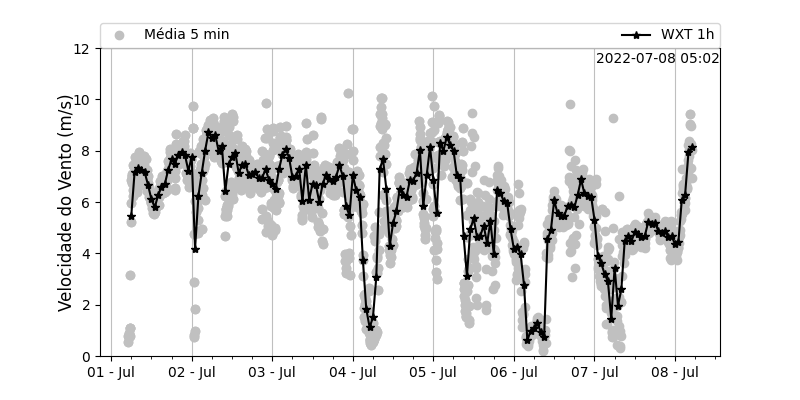 Média 5 min
WXT 1h
2022-07-08 05:02
Velocidade do Vento (m/s)
12
10
8
6
4
2
0
01 - Jul
02 - Jul
03 - Jul
04 - Jul
05 - Jul
06 - Jul
07 - Jul
08 - Jul